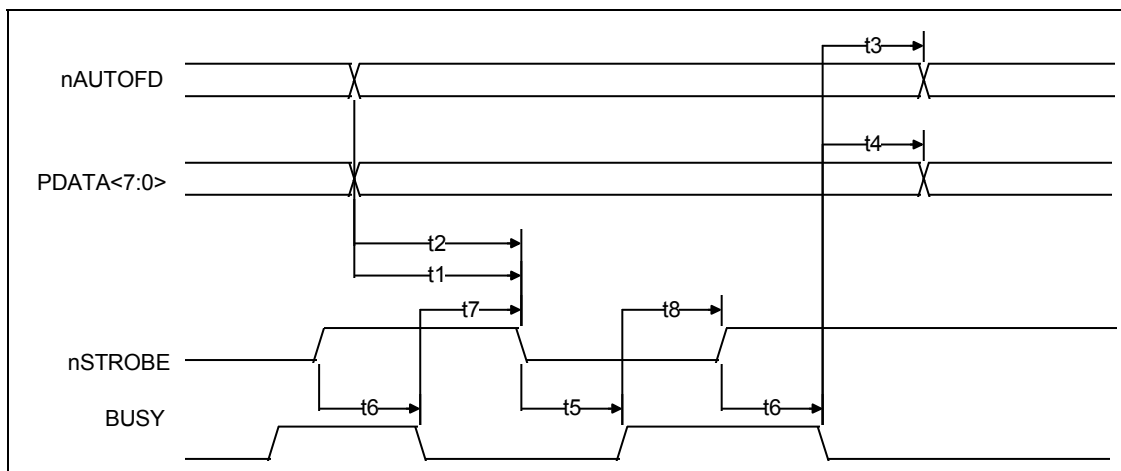 t3
nAUTOFD
t4
PDATA<7:0>
t2
t1
t7
t8
nSTROBE
t6
t5
t6
BUSY